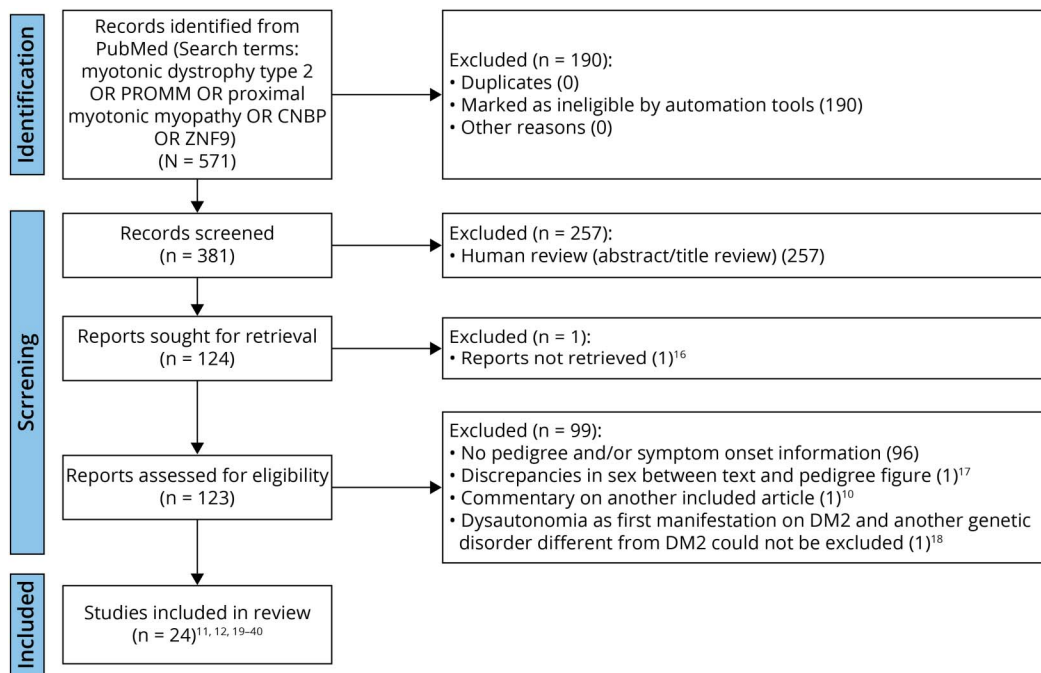 Identification
Records identified from
PubMed (Search terms:
myotonic dystrophy type 2
OR PROMM OR proximal
myotonic myopathy OR CNBP
OR ZNF9)
(N = 571)
Excluded (n = 190):
• Duplicates (0)
• Marked as ineligible by automation tools (190)
• Other reasons (0)
Scrrening
Records screened
(n = 381)
Excluded (n = 257):
• Human review (abstract/title review) (257)
Reports sought for retrieval
(n = 124)
Excluded (n = 1):
• Reports not retrieved (1)16
Reports assessed for eligibility
(n = 123)
Excluded (n = 99):
• No pedigree and/or symptom onset information (96)
• Discrepancies in sex between text and pedigree figure (1)17
• Commentary on another included article (1)10
• Dysautonomia as first manifestation on DM2 and another genetic
disorder different from DM2 could not be excluded (1)18
Included
Studies included in review
(n = 24)11, 12, 19–40